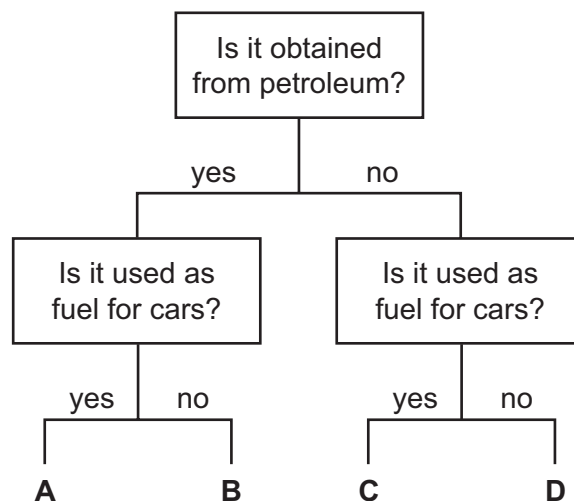 Is it obtained
from petroleum?
yes no
Is it used as
fuel for cars?
Is it used as
fuel for cars?
yes no
yes no
A B C D